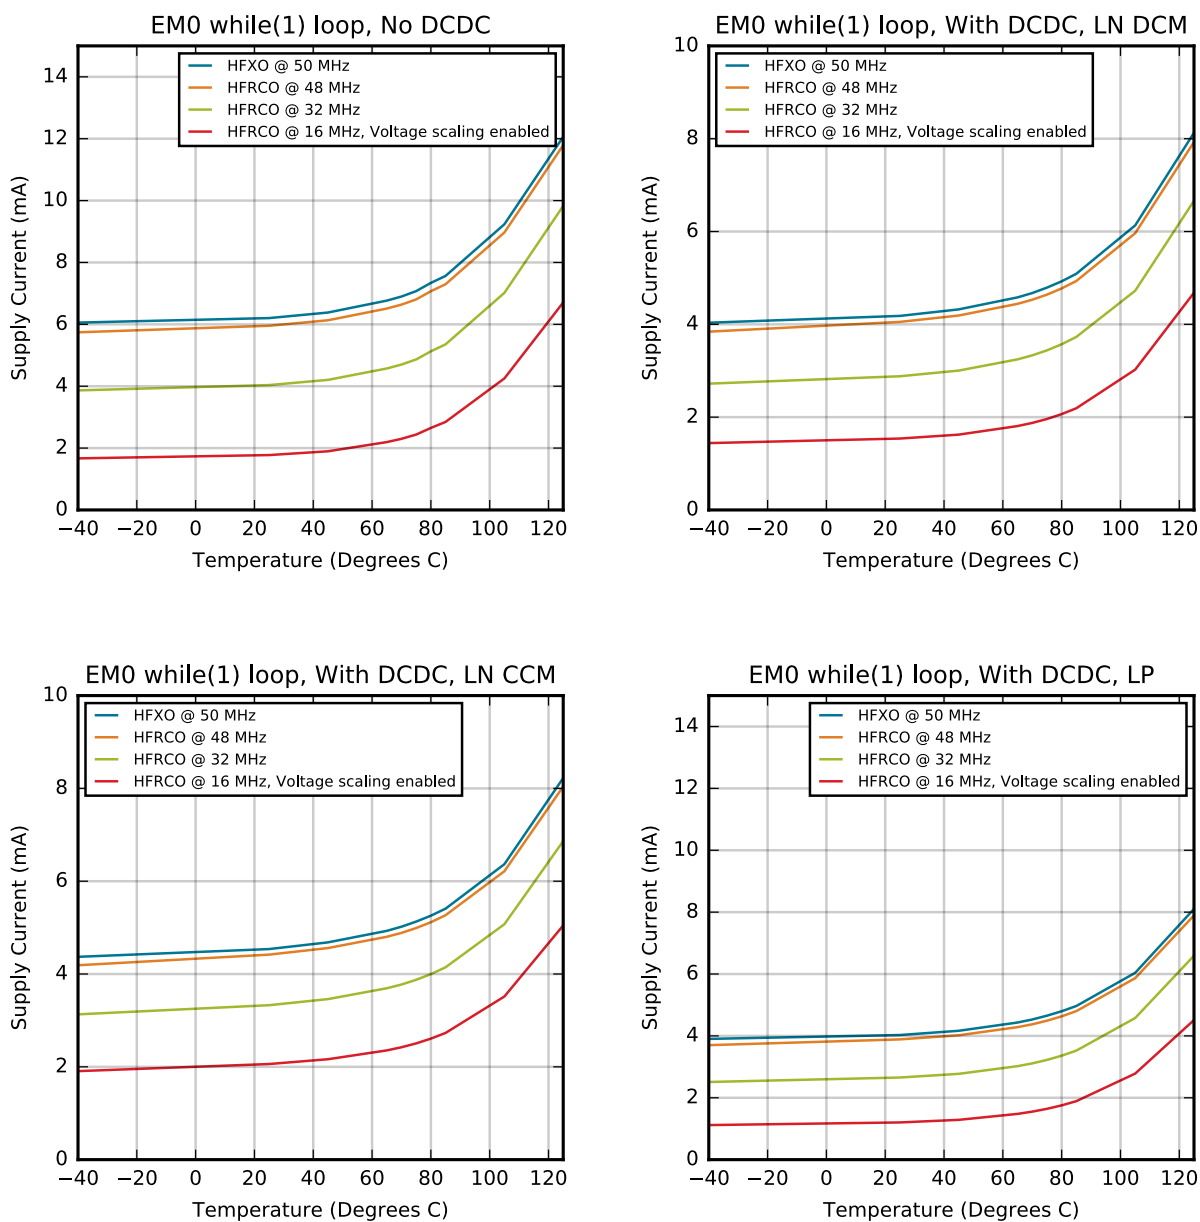 EM0 while(1) loop, No DCDC
HFXO @ 50 MHz
HFRCO @ 48 MHz
HFRCO @ 32 MHz
HFRCO @ 16 MHz, Voltage scaling enabled
Supply Current (mA)
14
12
10
8
6
4
2
0
−40 −20 0 20 40 60 80 100 120
Temperature (Degrees C)
EM0 while(1) loop, With DCDC, LN DCM
HFXO @ 50 MHz
HFRCO @ 48 MHz
HFRCO @ 32 MHz
HFRCO @ 16 MHz, Voltage scaling enabled
Supply Current (mA)
10
8
6
4
2
0
−40 −20 0 20 40 60 80 100 120
Temperature (Degrees C)
EM0 while(1) loop, With DCDC, LN CCM
HFXO @ 50 MHz
HFRCO @ 48 MHz
HFRCO @ 32 MHz
HFRCO @ 16 MHz, Voltage scaling enabled
Supply Current (mA)
10
8
6
4
2
0
−40 −20 0 20 40 60 80 100 120
Temperature (Degrees C)
EM0 while(1) loop, With DCDC, LP
HFXO @ 50 MHz
HFRCO @ 48 MHz
HFRCO @ 32 MHz
HFRCO @ 16 MHz, Voltage scaling enabled
Supply Current (mA)
14
12
10
8
6
4
2
0
−40 −20 0 20 40 60 80 100 120
Temperature (Degrees C)